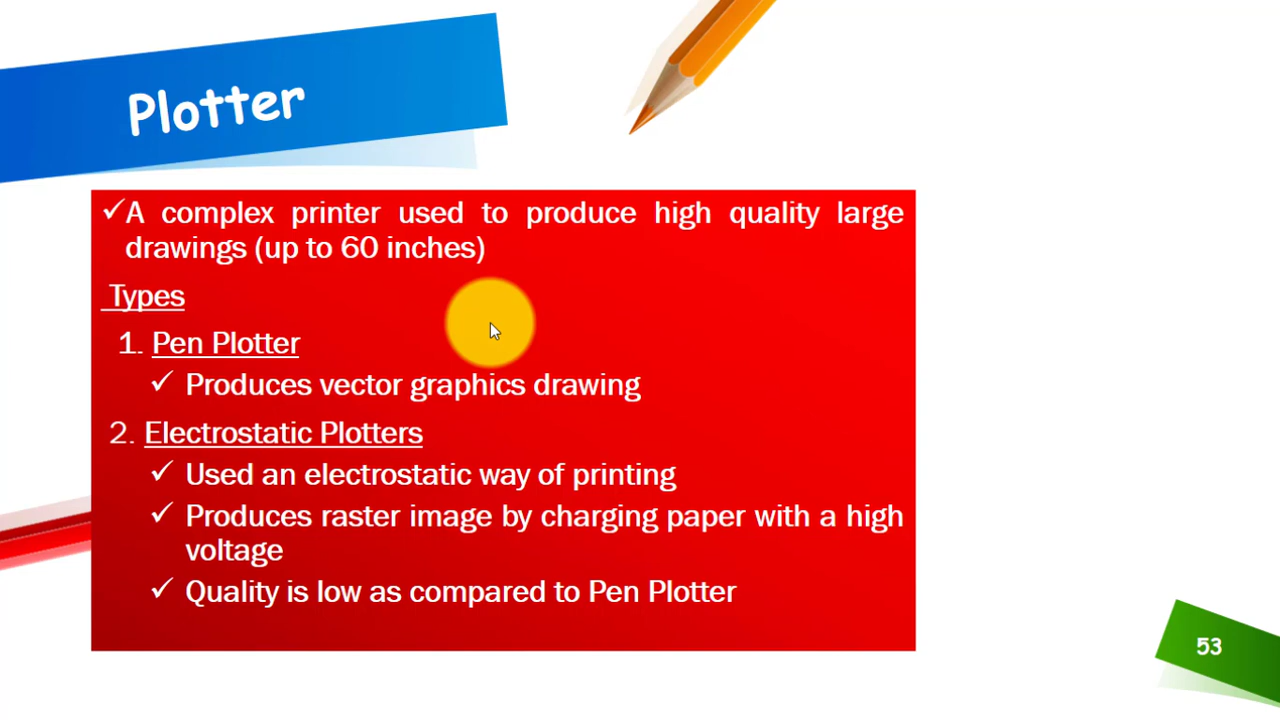 Plotter
✓A complex printer used to produce high quality large
drawings (up to 60 inches)
Types
1. Pen Plotter
✓ Produces vector graphics drawing
2. Electrostatic Plotters
✓ Used an electrostatic way of printing
✓ Produces raster image by charging paper with a high
voltage
✓ Quality is low as compared to Pen Plotter
53